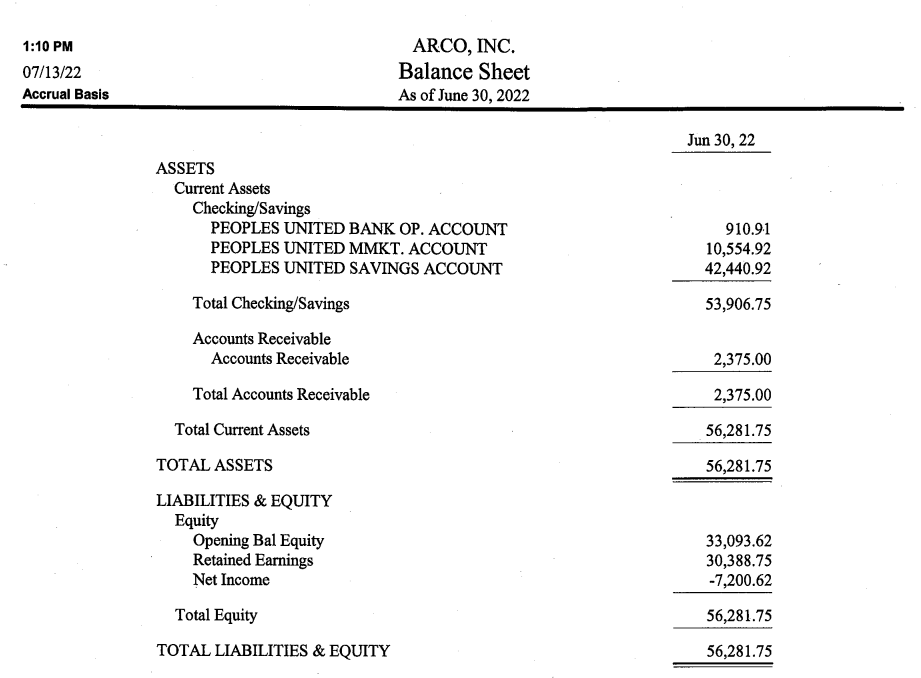 1:10 PM
ARCO, INC.
07/13/22
Balance Sheet
Accrual Basis
As of June 30, 2022
Jun 30, 22
ASSETS
Current Assets
Checking/Savings
PEOPLES UNITED BANK OP. ACCOUNT 910.91
PEOPLES UNITED MMKT. ACCOUNT 10,554.92
PEOPLES UNITED SAVINGS ACCOUNT 42,440.92
Total Checking/Savings 53,906.75
Accounts Receivable
Accounts Receivable 2,375.00
Total Accounts Receivable 2,375.00
Total Current Assets 56,281.75
TOTAL ASSETS 56,281.75
LIABILITIES & EQUITY
Equity
Opening Bal Equity 33,093.62
Retained Earnings 30,388.75
Net Income -7,200.62
Total Equity 56,281.75
TOTAL LIABILITIES & EQUITY 56,281.75